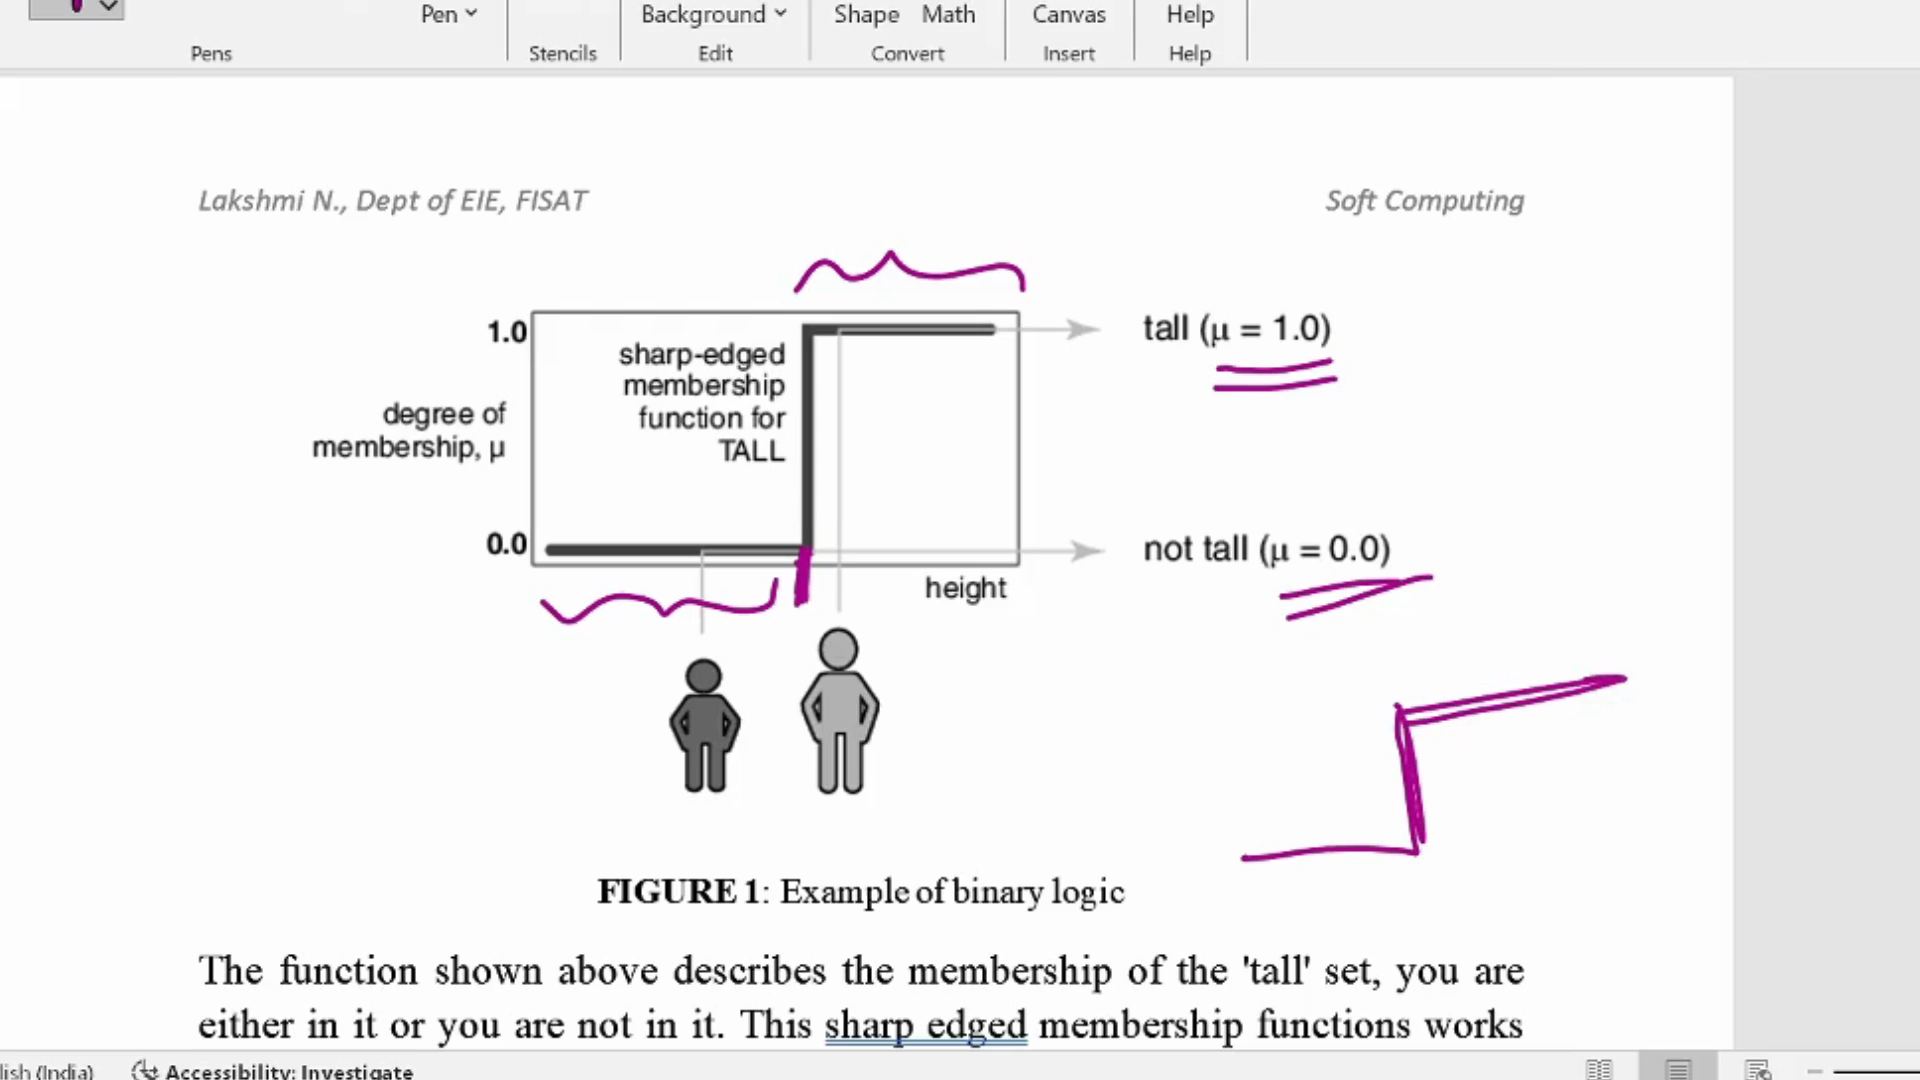 Pen
Background
Shape Math
Canvas
Help
Pens
Stencils
Edit
Convert
Insert
Help
Lakshmi N., Dept of EIE, FISAT
Soft Computing
1.0
sharp-edged
membership
function for
TALL
tall (μ = 1.0)
degree of
membership, μ
0.0
not tall (μ = 0.0)
height
FIGURE 1: Example of binary logic
The function shown above describes the membership of the 'tall' set, you are
either in it or you are not in it. This sharp edged membership functions works
lish (India)
Accessibility: Investigate